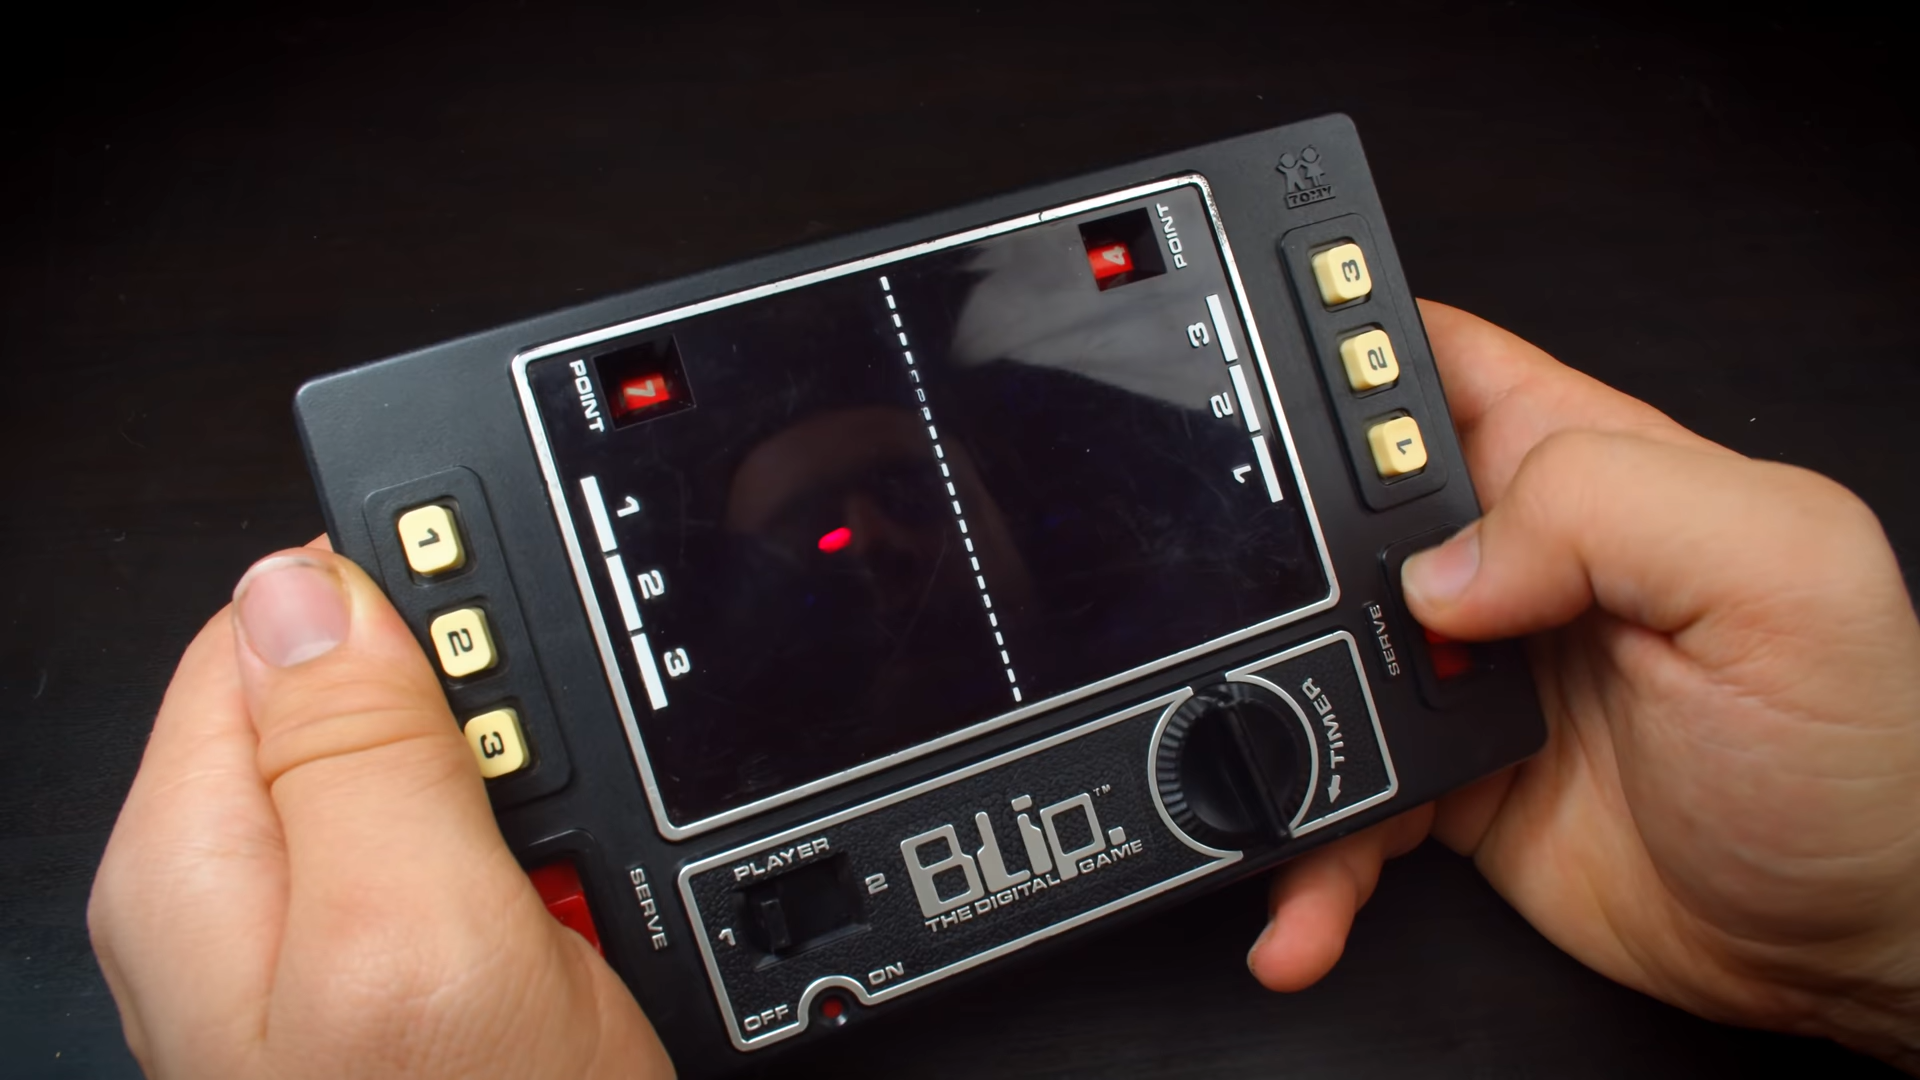 TOMY
POINT
4
3
2
1
3
2
1
POINT
7
1
2
3
1
2
3
SERVE
SERVE
TIMER
BLip.™
THE DIGITAL GAME
PLAYER
1
2
OFF
ON